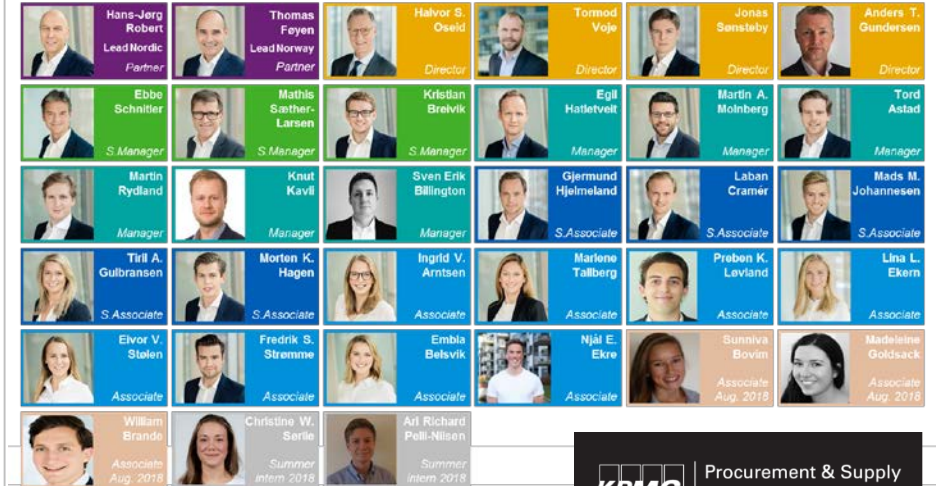 Hans-Jørg
Robert
Lead Nordic
Partner
Thomas
Føyen
Lead Norway
Partner
Halvor S.
Oseid
Director
Tormod
Voje
Director
Jonas
Sønsteby
Director
Anders T.
Gundersen
Director
Ebbe
Schnitler
S.Manager
Mathis
Sæther-
Larsen
S.Manager
Kristian
Breivik
S.Manager
Egil
Hatletveit
Manager
Martin A.
Molnberg
Manager
Tord
Astad
Manager
Martin
Rydland
Manager
Knut
Kavli
Manager
Sven Erik
Billington
Manager
Gjermund
Hjelmeland
S.Associate
Laban
Cramér
S.Associate
Mads M.
Johannesen
S.Associate
Tiril A.
Gulbransen
S.Associate
Morten K.
Hagen
S.Associate
Ingrid V.
Arntsen
Associate
Marlene
Tallberg
Associate
Preben K.
Løvland
Associate
Lina L.
Ekern
Associate
Eivor V.
Stølen
Associate
Fredrik S.
Strømme
Associate
Embla
Belsvik
Associate
Njål E.
Ekre
Associate
Sunniva
Bovim
Associate
Aug. 2018
Madeleine
Goldsack
Associate
Aug. 2018
William
Brande
Associate
Aug. 2018
Christine W.
Sørlie
Summer
intern 2018
Ari Richard
Pelli-Nilsen
Summer
intern 2018
KPMG
Procurement & Supply